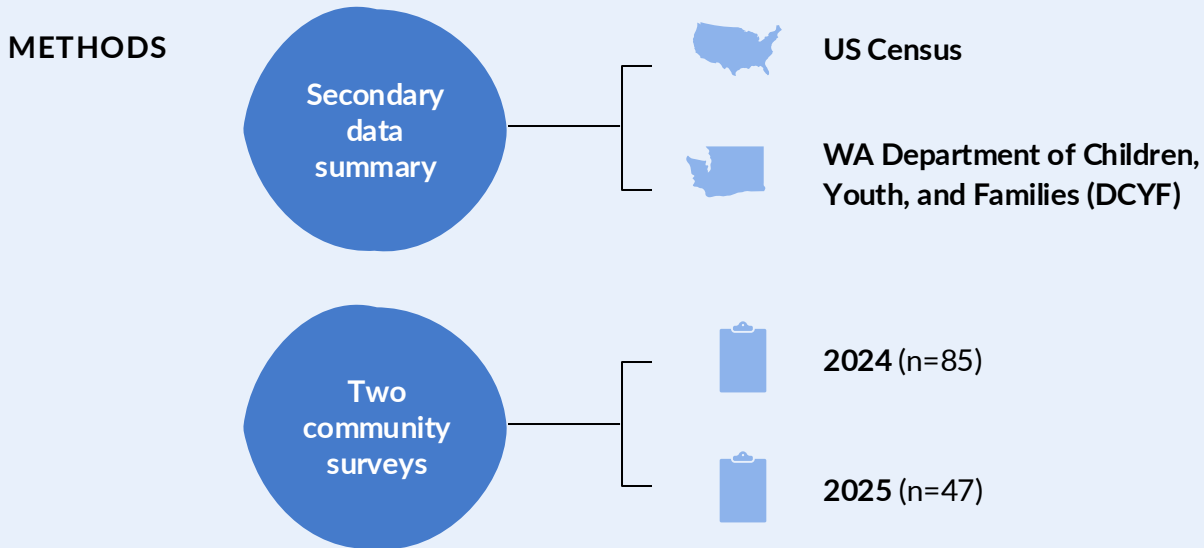 METHODS
Secondary
data
summary
US Census
WA Department of Children,
Youth, and Families (DCYF)
Two
community
surveys
2024 (n=85)
2025 (n=47)